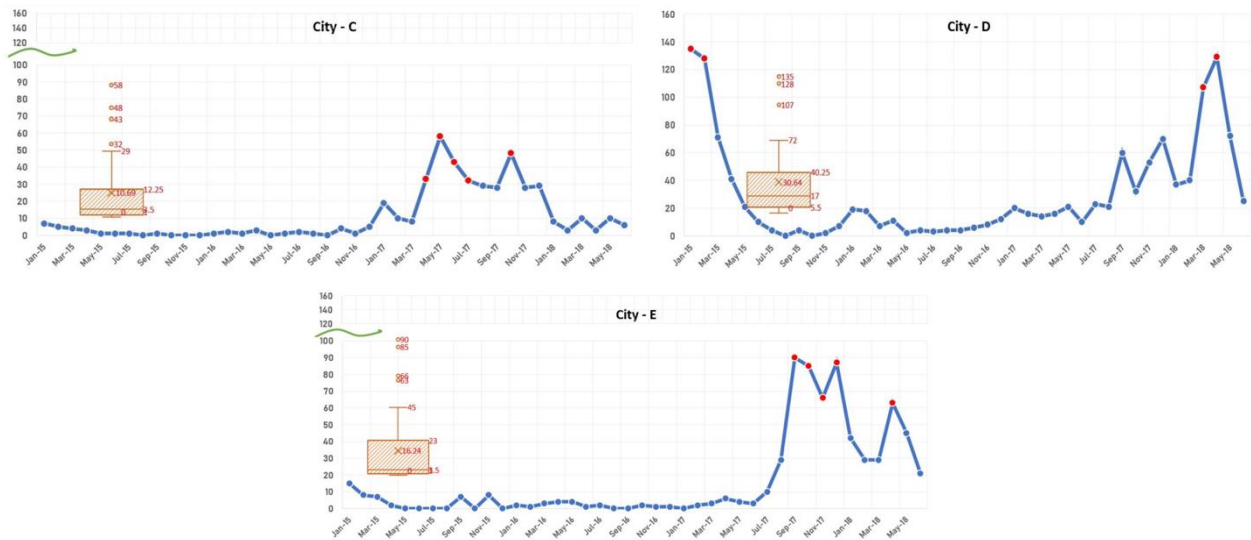 City - C
160
140
120
100
90
80
70
60
50
40
30
20
10
0
58
48
43
32
29
12.25
10.69
3.5
0
Jan-15
Mar-15
May-15
Jul-15
Sep-15
Nov-15
Jan-16
Mar-16
May-16
Jul-16
Sep-16
Nov-16
Jan-17
Mar-17
May-17
Jul-17
Sep-17
Nov-17
Jan-18
Mar-18
May-18
City - D
160
140
120
100
80
60
40
20
0
135
128
107
72
40.25
30.64
17
5.5
0
Jan-15
Mar-15
May-15
Jul-15
Sep-15
Nov-15
Jan-16
Mar-16
May-16
Jul-16
Sep-16
Nov-16
Jan-17
Mar-17
May-17
Jul-17
Sep-17
Nov-17
Jan-18
Mar-18
May-18
City - E
160
140
120
100
90
80
70
60
50
40
30
20
10
0
90
85
66
63
45
23
16.24
0
Jan-15
Mar-15
May-15
Jul-15
Sep-15
Nov-15
Jan-16
Mar-16
May-16
Jul-16
Sep-16
Nov-16
Jan-17
Mar-17
May-17
Jul-17
Sep-17
Nov-17
Jan-18
Mar-18
May-18